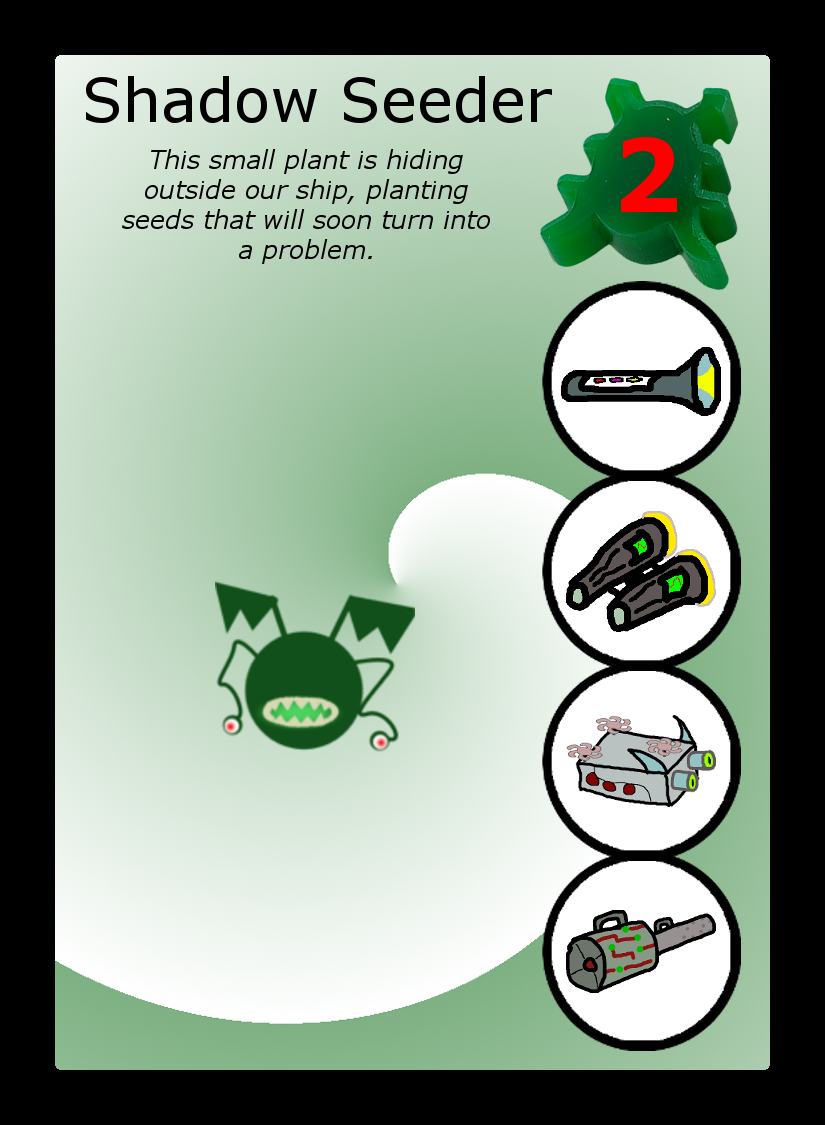 Shadow Seeder
2
This small plant is hiding
outside our ship, planting
seeds that will soon turn into
a problem.